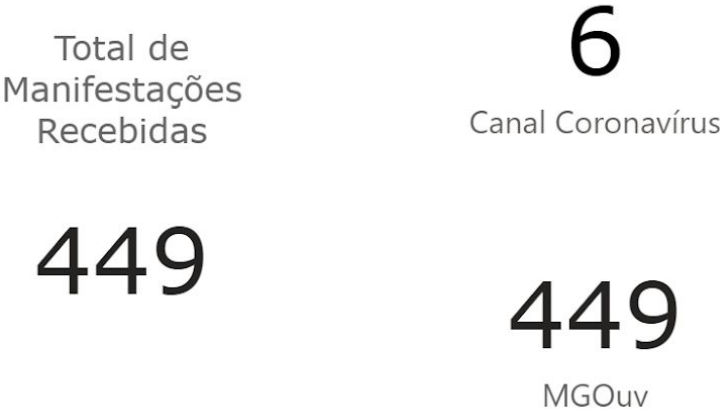 Total de
Manifestações
Recebidas
449
6
Canal Coronavírus
449
MGOuv